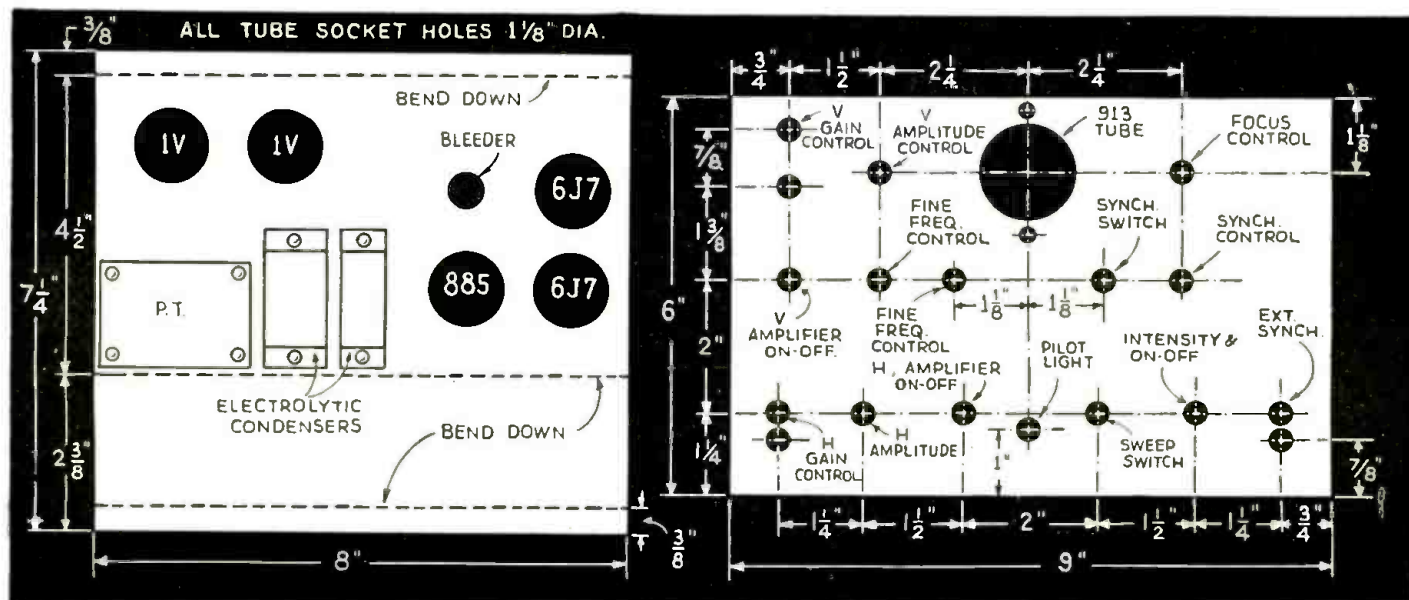 ALL TUBE SOCKET HOLES 1 1/8" DIA.
3/8"
BEND DOWN
1V
1V
BLEEDER
6J7
4 1/2"
7 1/4"
885
6J7
P.T.
ELECTROLYTIC
CONDENSERS
BEND DOWN
2 3/8"
3/8"
8"
3/4"
1 1/2"
2 1/4"
2 1/4"
V
GAIN
CONTROL
V
AMPLITUDE
CONTROL
913
TUBE
FOCUS
CONTROL
1 1/8"
7/8"
1 3/8"
FINE
FREQ.
CONTROL
SYNCH.
SWITCH
SYNCH.
CONTROL
6"
1 1/8"
1 1/8"
V
AMPLIFIER
ON-OFF.
FINE
FREQ.
CONTROL
PILOT
LIGHT
INTENSITY &
ON-OFF
EXT.
SYNCH.
2"
H. AMPLIFIER
ON-OFF
1 1/4"
H
GAIN
CONTROL
H
AMPLITUDE
1"
SWEEP
SWITCH
7/8"
1 1/4"
1 1/2"
2"
1 1/2"
1 1/4"
3/4"
9"